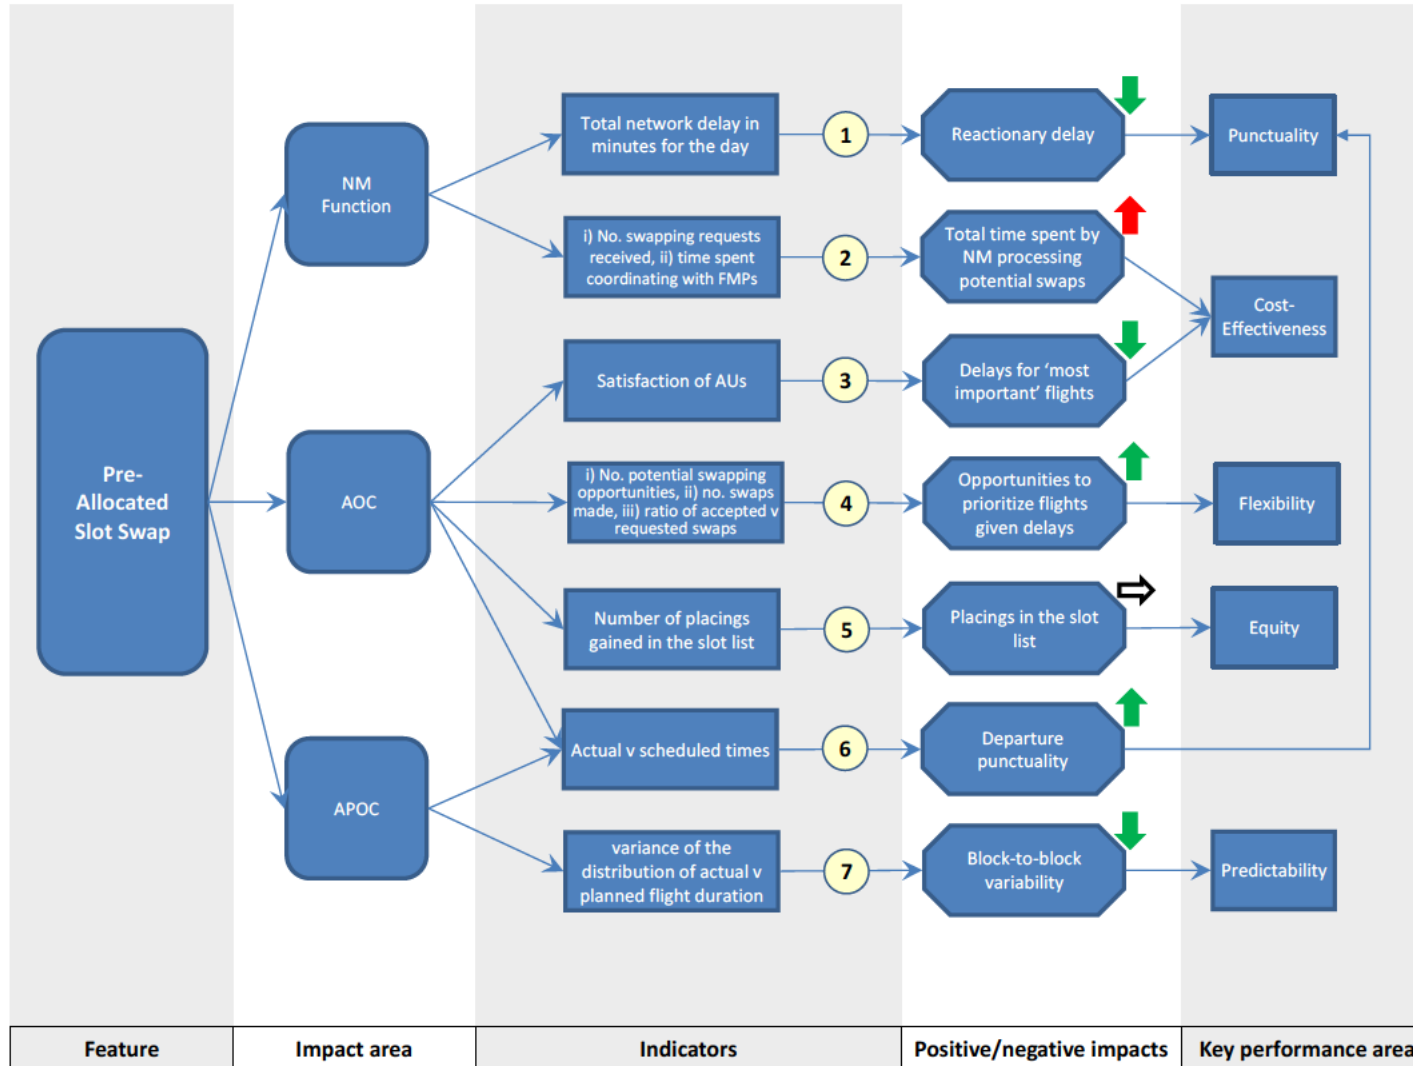 Pre-
Allocated
Slot Swap
NM
Function
AOC
APOC
Total network delay in
minutes for the day
1
Reactionary delay
Punctuality
i) No. swapping requests
received, ii) time spent
coordinating with FMPs
2
Total time spent by
NM processing
potential swaps
Cost-
Effectiveness
Satisfaction of AUs
3
Delays for ‘most
important’ flights
i) No. potential swapping
opportunities, ii) no. swaps
made, iii) ratio of accepted v
requested swaps
4
Opportunities to
prioritize flights
given delays
Flexibility
Number of placings
gained in the slot list
5
Placings in the slot
list
Equity
Actual v scheduled times
6
Departure
punctuality
variance of the
distribution of actual v
planned flight duration
7
Block-to-block
variability
Predictability
Feature
Impact area
Indicators
Positive/negative impacts
Key performance area